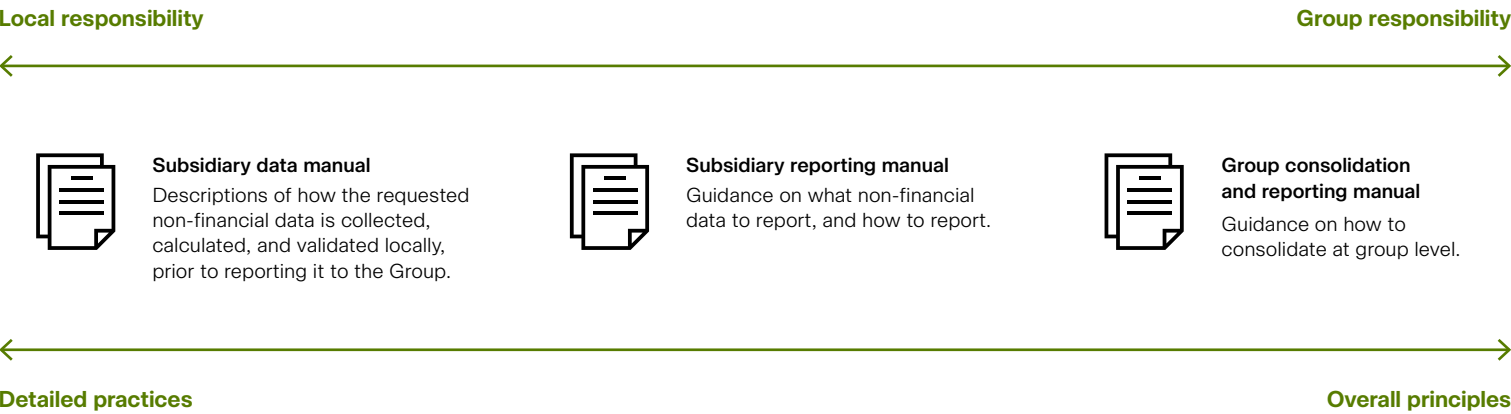 Local responsibility
Group responsibility
Subsidiary data manual
Descriptions of how the requested
non-financial data is collected,
calculated, and validated locally,
prior to reporting it to the Group.
Subsidiary reporting manual
Guidance on what non-financial
data to report, and how to report.
Group consolidation
and reporting manual
Guidance on how to
consolidate at group level.
Detailed practices
Overall principles